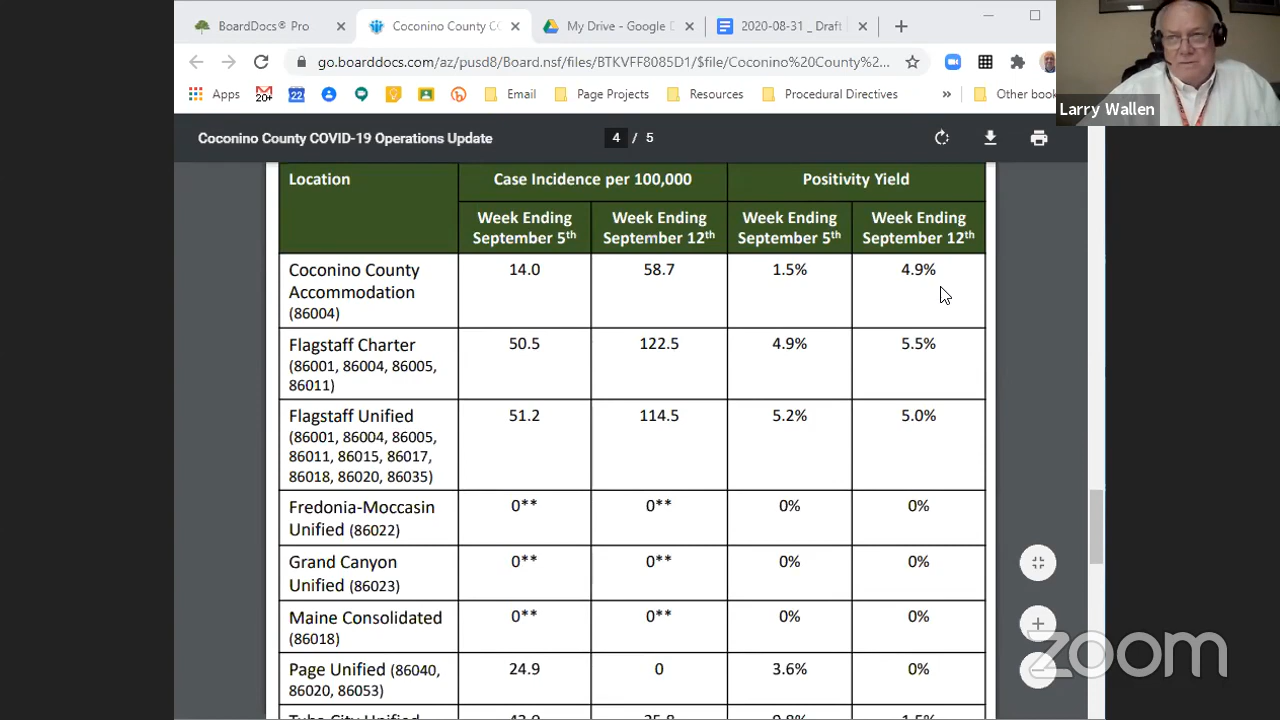 BoardDocs® Pro
Coconino County C
My Drive - Google D
2020-08-31 _ Draft
go.boarddocs.com/az/pusd/Board.nsf/files/BTKVFF8085D1/$file/Coconino%20County%2...
Apps
20+
22
Email
Page Projects
Resources
Procedural Directives
»
Other book
Larry Wallen
Coconino County COVID-19 Operations Update
4 / 5
Location
Case Incidence per 100,000
Positivity Yield
Week Ending September 5th
Week Ending September 12th
Week Ending September 5th
Week Ending September 12th
Coconino County Accommodation (86004)
14.0
58.7
1.5%
4.9%
Flagstaff Charter (86001, 86004, 86005, 86011)
50.5
122.5
4.9%
5.5%
Flagstaff Unified (86001, 86004, 86005, 86011, 86015, 86017, 86018, 86020, 86035)
51.2
114.5
5.2%
5.0%
Fredonia-Moccasin Unified (86022)
0**
0**
0%
0%
Grand Canyon Unified (86023)
0**
0**
0%
0%
Maine Consolidated (86018)
0**
0**
0%
0%
Page Unified (86040, 86020, 86053)
24.9
0
3.6%
0%
zoom